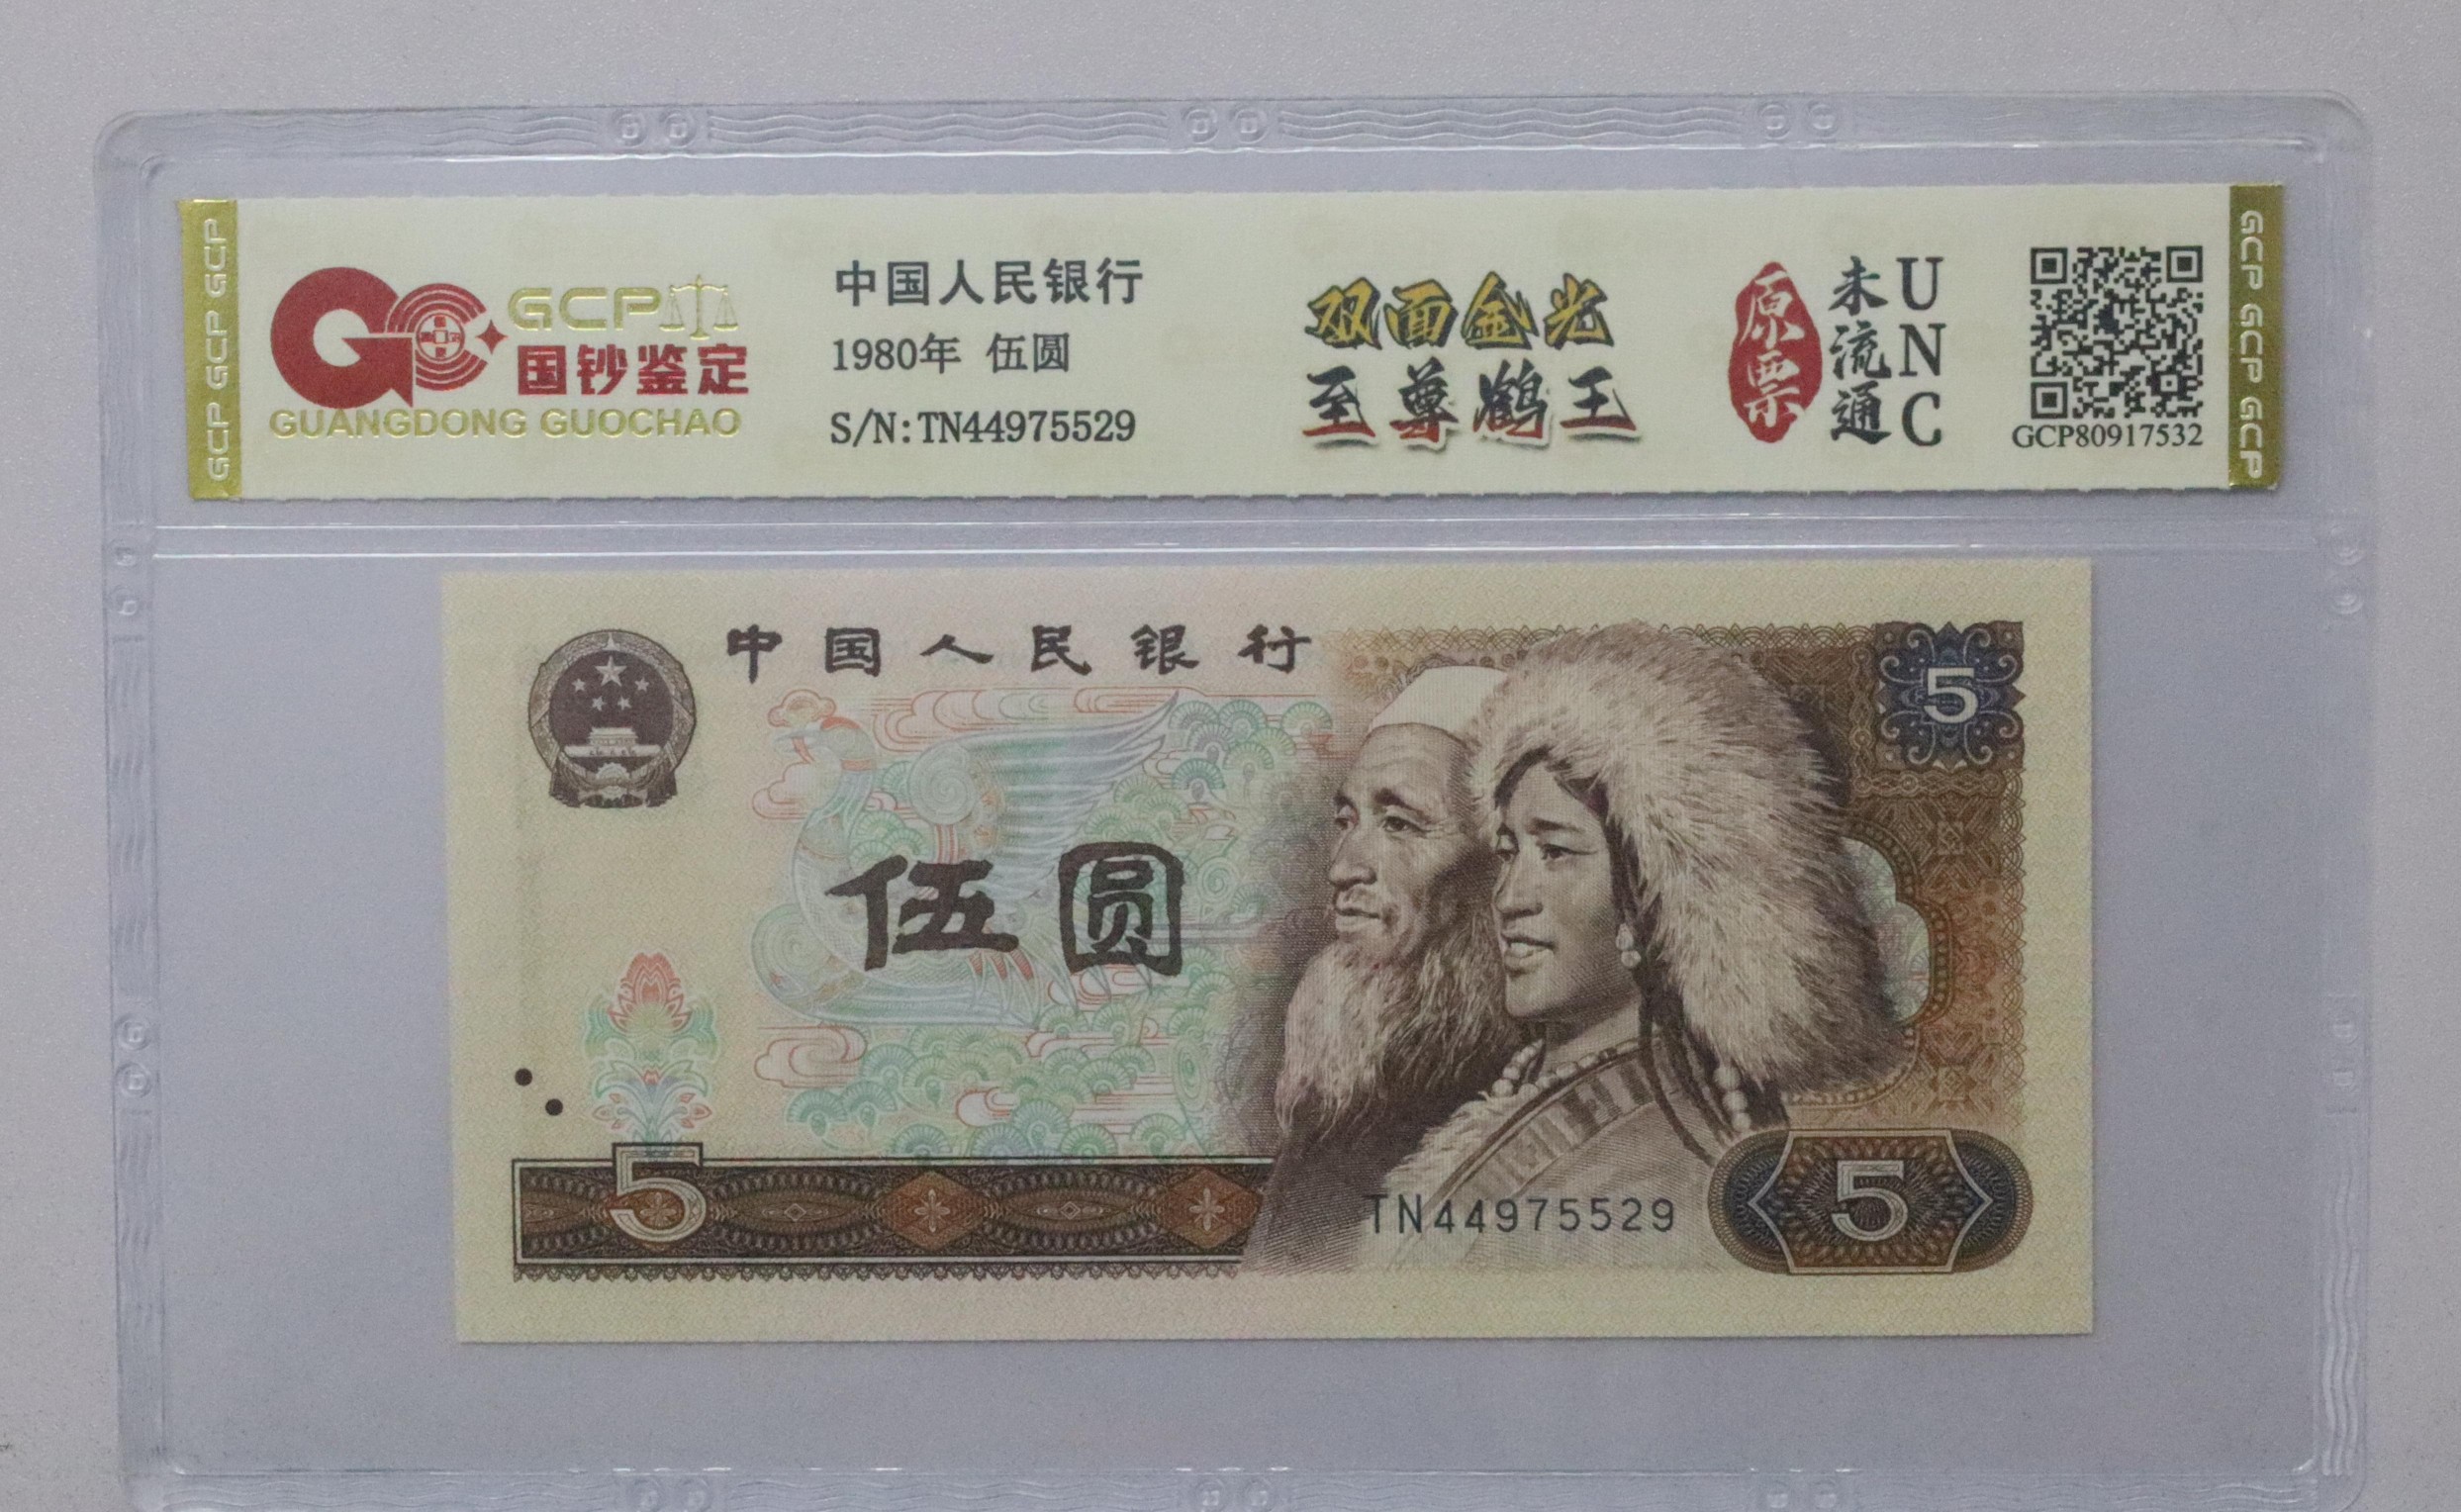 GCP GCP GCP
GCP
国钞鉴定
GUANGDONG GUOCHAO
中国人民银行
1980年 伍圆
S/N:TN44975529
双面金光
至尊鹤王
原票
未流通
UNC
GCP80917532
GCP GCP GCP
中国人民银行
5
伍圆
5
TN44975529
5